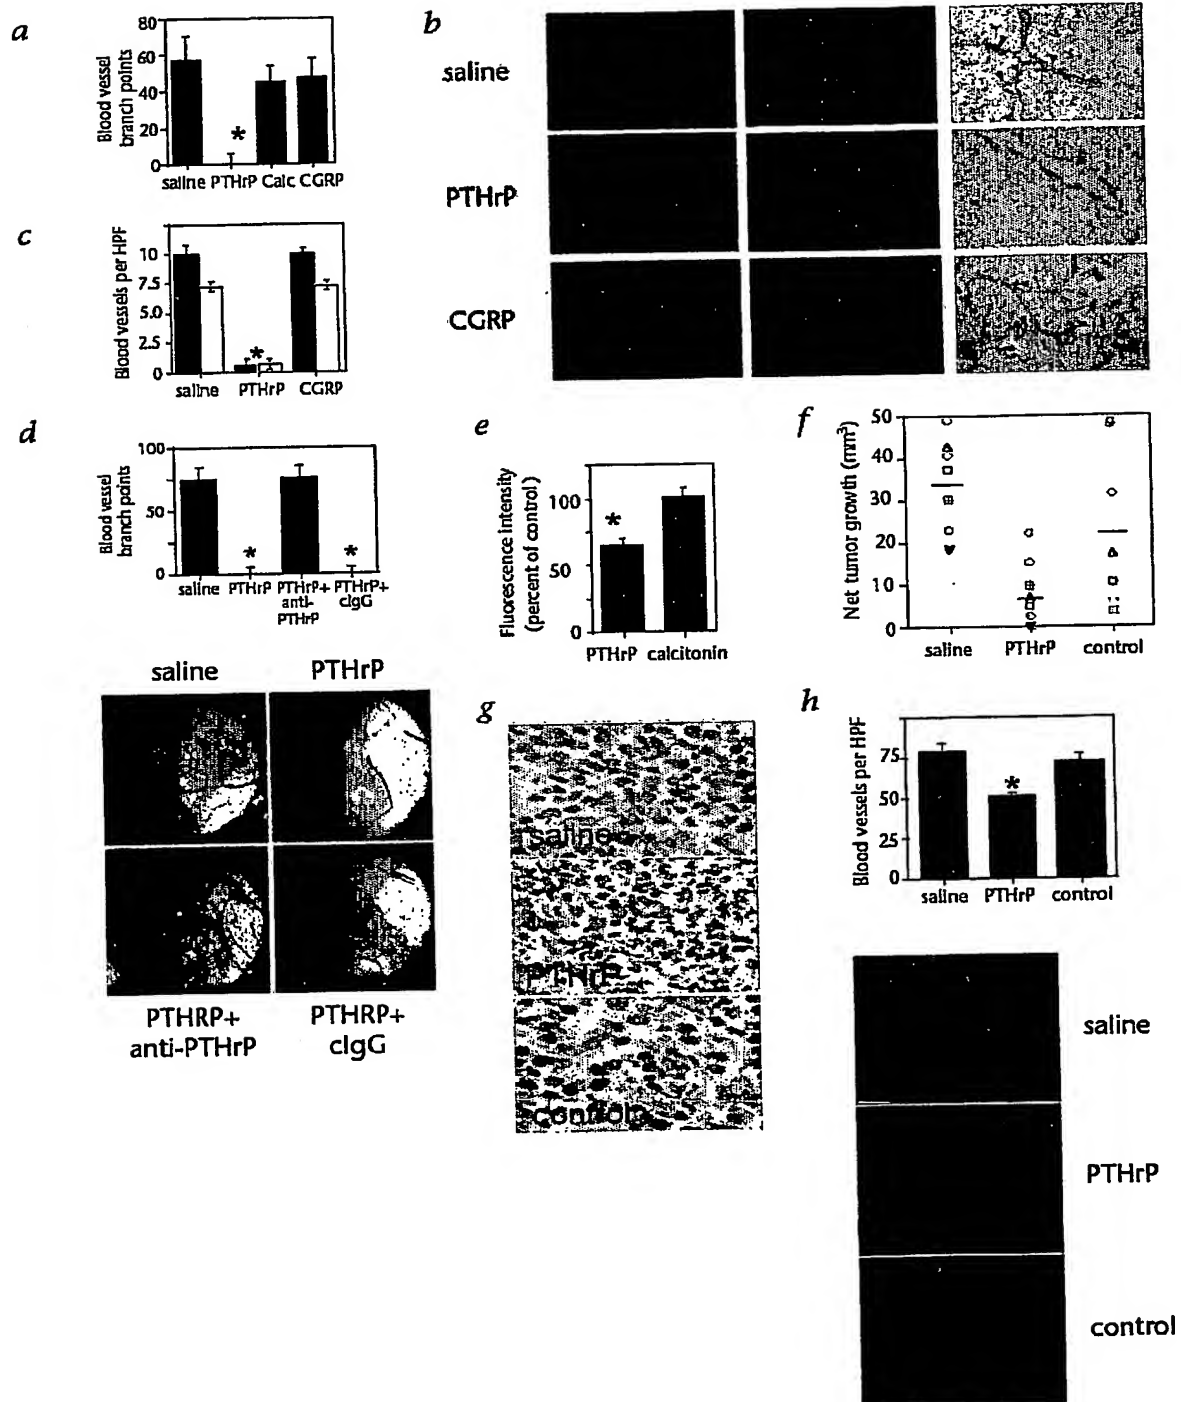 a
Blood vessel
branch points
80
60
40
20
0
*
saline PTHrP Calc CGRP
b
saline
PTHrP
CGRP
c
Blood vessels per HPF
10
7.5
5.0
2.5
0
*
saline PTHrP CGRP
d
Blood vessel
branch points
100
50
0
* *
saline PTHrP PTHrP+ PTHrP+
anti- cIgG
PTHrP
saline PTHrP
PTHRP+ PTHRP+
anti-PTHrP cIgG
e
Fluorescence intensity
(percent of control)
100
50
0
*
PTHrP calcitonin
f
Net tumor growth (mm³)
50
40
30
20
10
0
saline PTHrP control
g
saline
PTHrP
control
h
Blood vessels per HPF
75
50
25
0
*
saline PTHrP control
saline
PTHrP
control